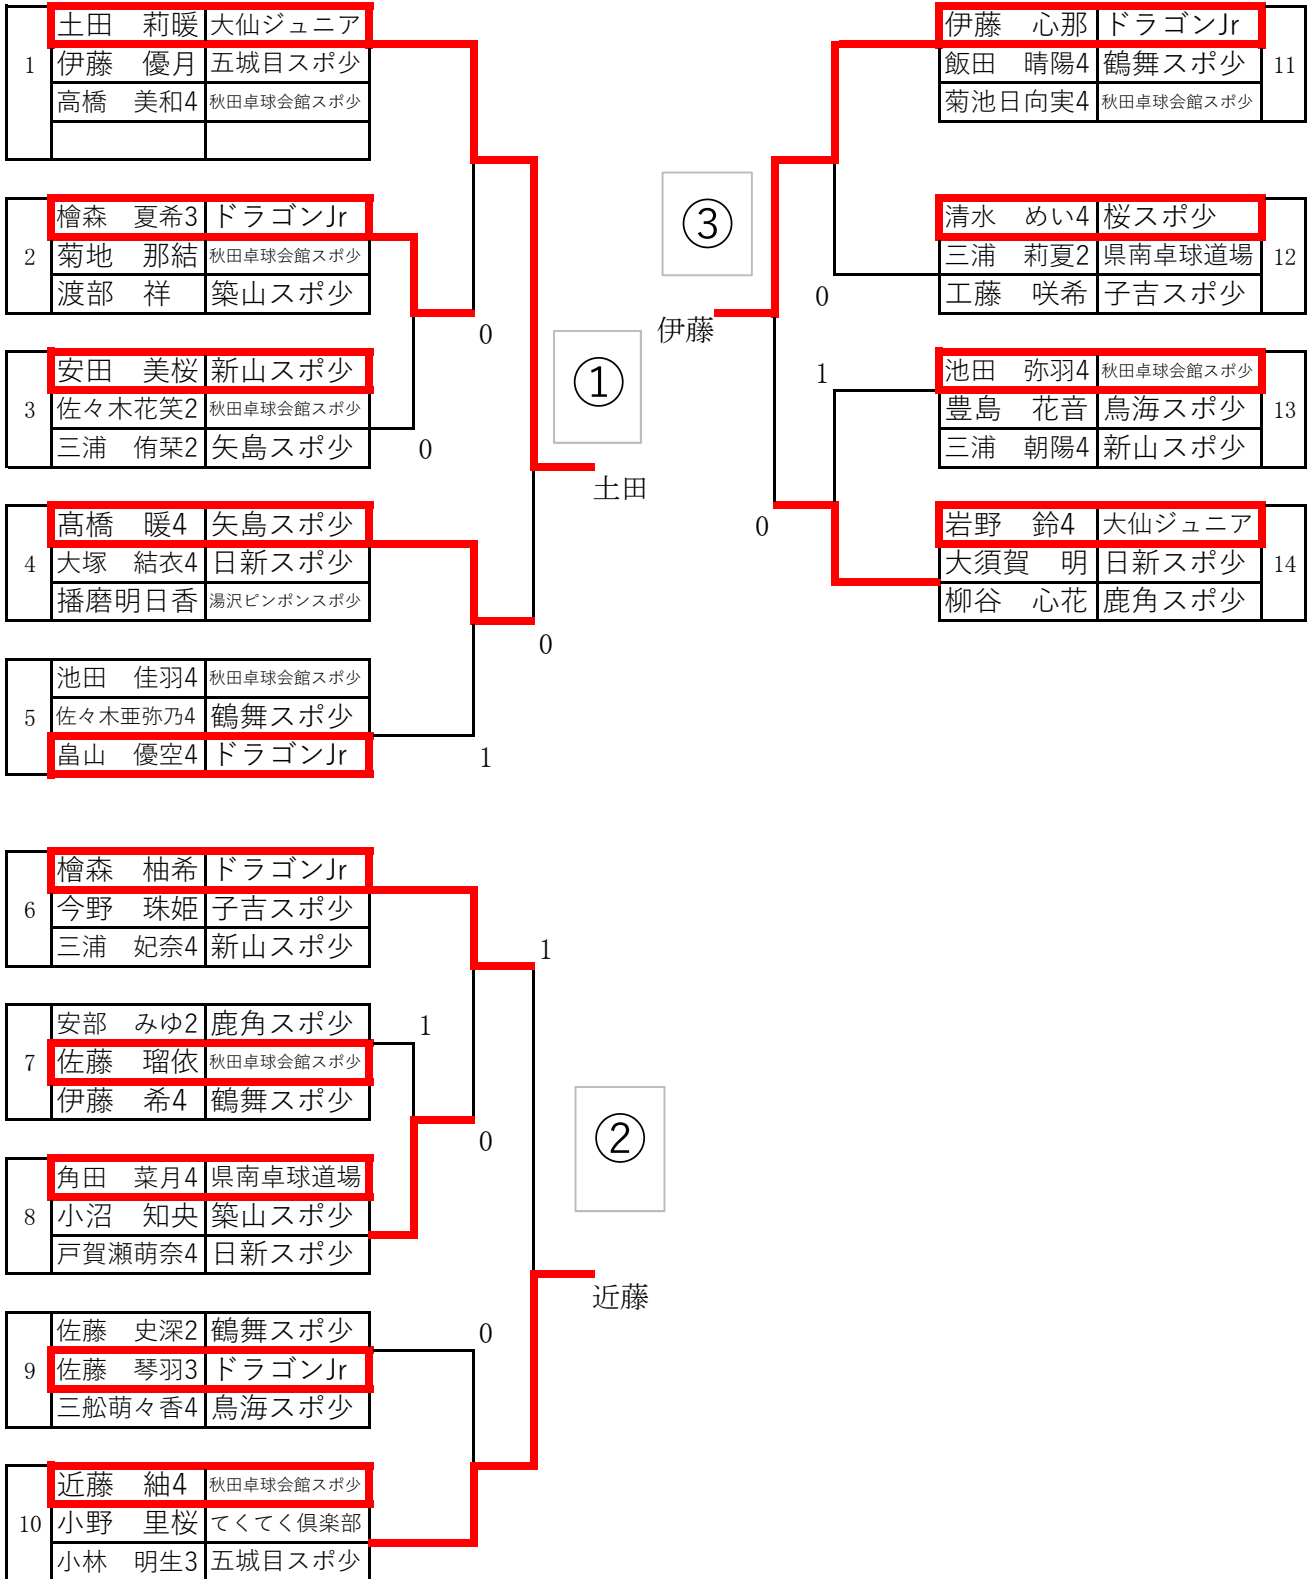 1
土田　莉暖 大仙ジュニア
伊藤　優月 五城目スポ少
高橋　美和4 秋田卓球会館スポ少
2
檜森　夏希3 ドラゴンJr
菊地　那結 秋田卓球会館スポ少
渡部　祥 築山スポ少
0
3
安田　美桜 新山スポ少
佐々木花笑2 秋田卓球会館スポ少
三浦　侑栞2 矢島スポ少
0
①
土田
4
髙橋　暖4 矢島スポ少
大塚　結衣4 日新スポ少
播磨明日香 湯沢ピンポンスポ少
0
5
池田　佳羽4 秋田卓球会館スポ少
佐々木亜弥乃4 鶴舞スポ少
畠山　優空4 ドラゴンJr
1
6
檜森　柚希 ドラゴンJr
今野　珠姫 子吉スポ少
三浦　妃奈4 新山スポ少
1
7
安部　みゆ2 鹿角スポ少
佐藤　瑠依 秋田卓球会館スポ少
伊藤　希4 鶴舞スポ少
1
0
②
8
角田　菜月4 県南卓球道場
小沼　知央 築山スポ少
戸賀瀬萌奈4 日新スポ少
近藤
9
佐藤　史深2 鶴舞スポ少
佐藤　琴羽3 ドラゴンJr
三舩萌々香4 鳥海スポ少
0
10
近藤　紬4 秋田卓球会館スポ少
小野　里桜 てくてく倶楽部
小林　明生3 五城目スポ少
伊藤　心那 ドラゴンJr
飯田　晴陽4 鶴舞スポ少
菊池日向実4 秋田卓球会館スポ少
11
③
伊藤
0
清水　めい4 桜スポ少
三浦　莉夏2 県南卓球道場
工藤　咲希 子吉スポ少
12
1
池田　弥羽4 秋田卓球会館スポ少
豊島　花音 鳥海スポ少
三浦　朝陽4 新山スポ少
13
0
岩野　鈴4 大仙ジュニア
大須賀　明 日新スポ少
柳谷　心花 鹿角スポ少
14